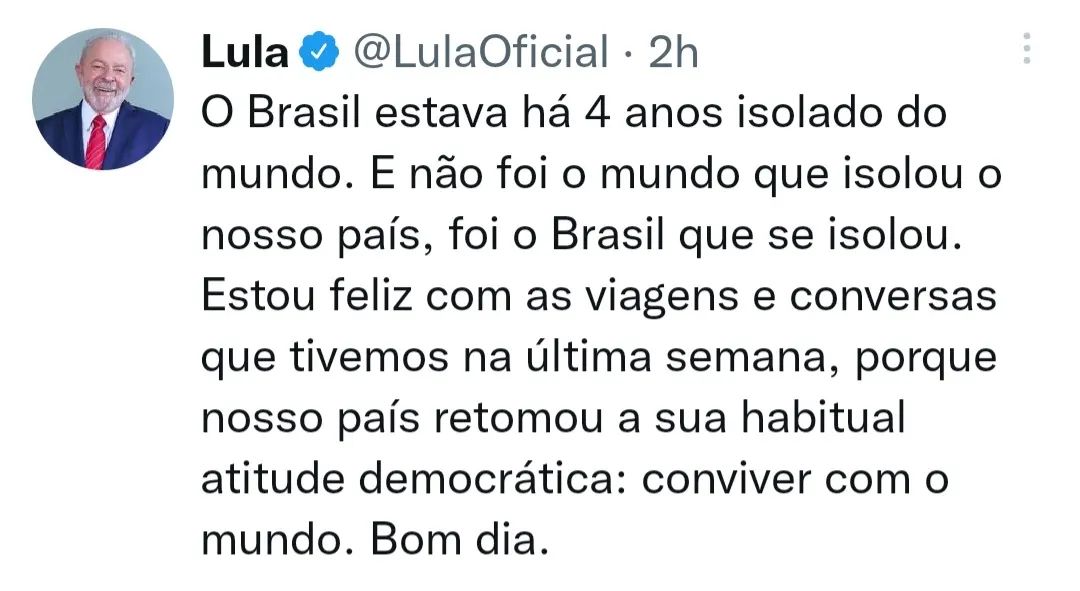 Lula @LulaOficial · 2h
O Brasil estava há 4 anos isolado do
mundo. E não foi o mundo que isolou o
nosso país, foi o Brasil que se isolou.
Estou feliz com as viagens e conversas
que tivemos na última semana, porque
nosso país retomou a sua habitual
atitude democrática: conviver com o
mundo. Bom dia.